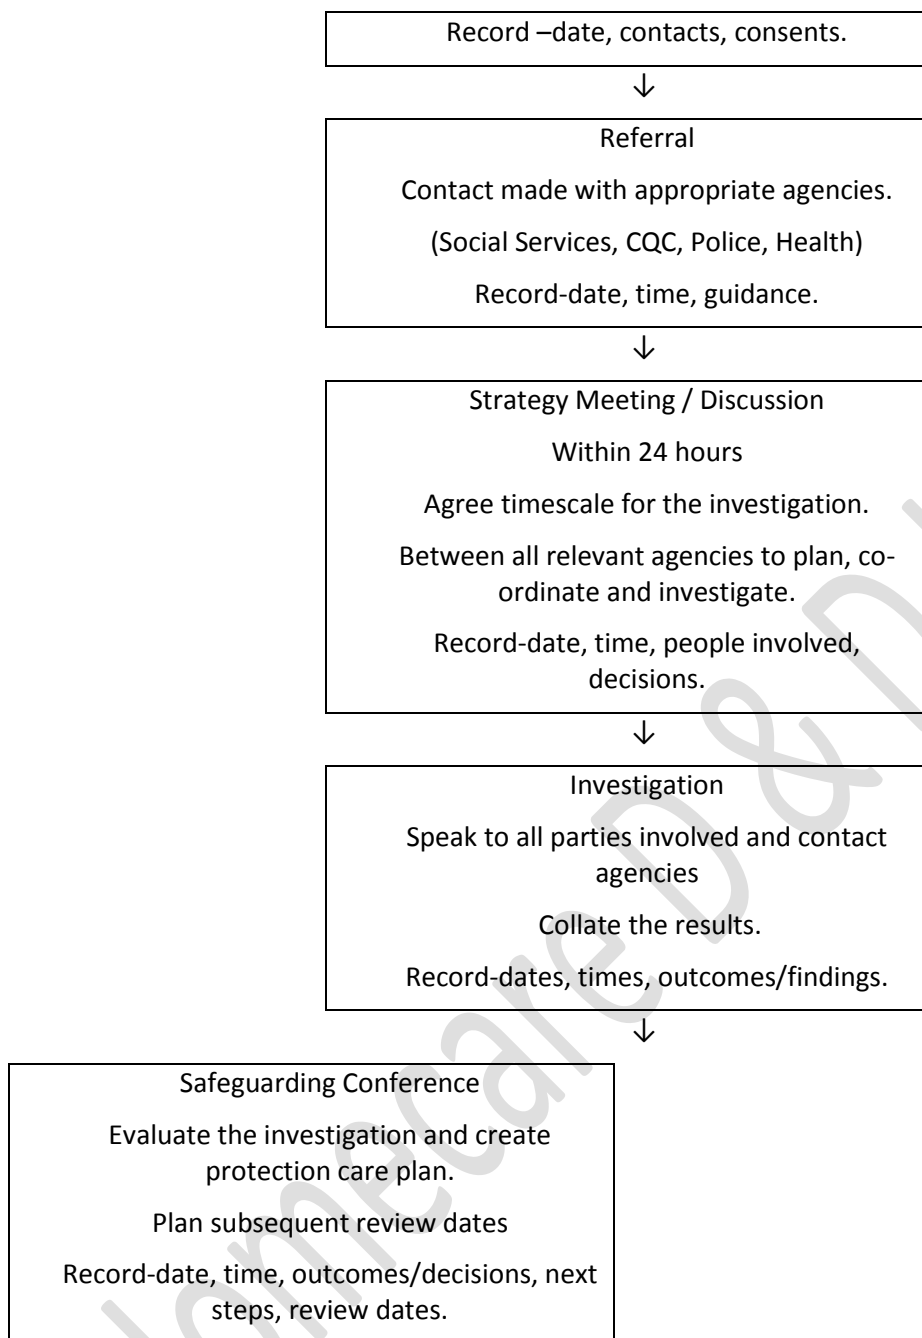 Record –date, contacts, consents.
↓
Referral
Contact made with appropriate agencies.
(Social Services, CQC, Police, Health)
Record-date, time, guidance.
↓
Strategy Meeting / Discussion
Within 24 hours
Agree timescale for the investigation.
Between all relevant agencies to plan, co-
ordinate and investigate.
Record-date, time, people involved,
decisions.
↓
Investigation
Speak to all parties involved and contact
agencies
Collate the results.
Record-dates, times, outcomes/findings.
↓
Safeguarding Conference
Evaluate the investigation and create
protection care plan.
Plan subsequent review dates
Record-date, time, outcomes/decisions, next
steps, review dates.
Homecare D &